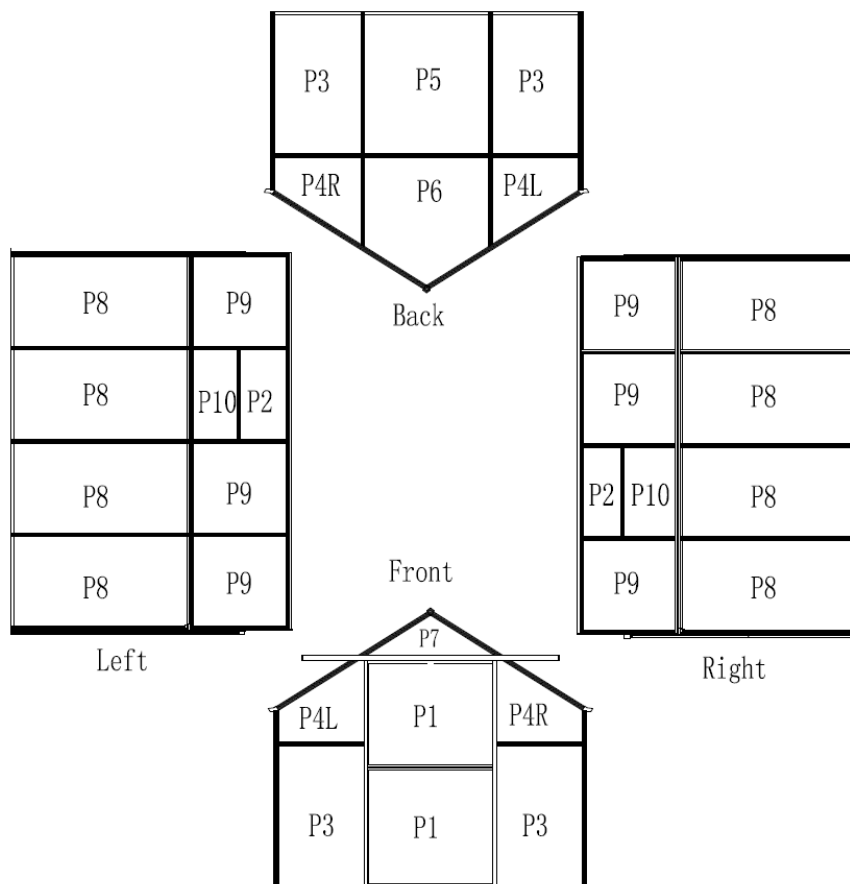 P3 P5 P3
P4R P6 P4L
Back
P8 P9
P8 P10 P2
P8 P9
P8 P9
Left
P9 P8
P9 P8
P2 P10 P8
P9 P8
Right
Front
P7
P4L P1 P4R
P3 P1 P3